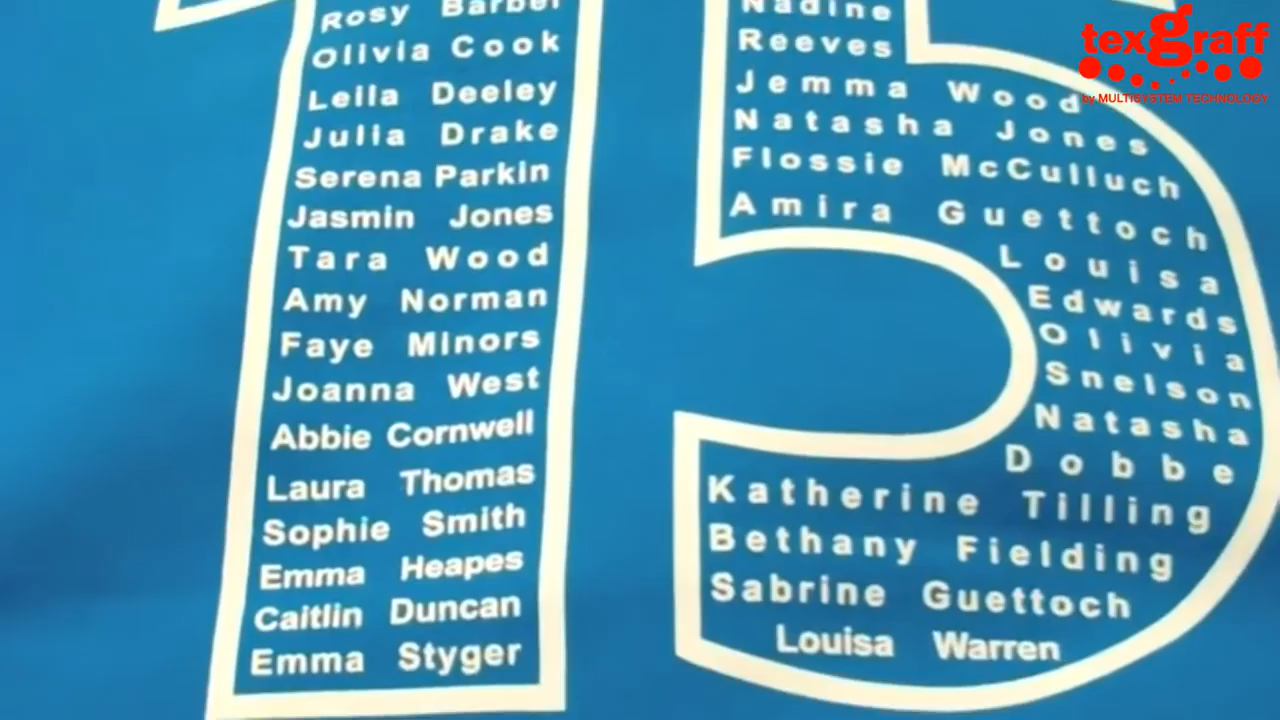 Rosy Barber
Olivia Cook
Leila Deeley
Julia Drake
Serena Parkin
Jasmin Jones
Tara Wood
Amy Norman
Faye Minors
Joanna West
Abbie Cornwell
Laura Thomas
Sophie Smith
Emma Heapes
Caitlin Duncan
Emma Styger
Nadine
Reeves
Jemma Wood
Natasha Jones
Flossie McCulluch
Amira Guettoch
Louisa
Edwards
Olivia
Snelson
Natasha
Dobbe
Katherine Tilling
Bethany Fielding
Sabrine Guettoch
Louisa Warren
texgraff
by MULTISYSTEM TECHNOLOGY